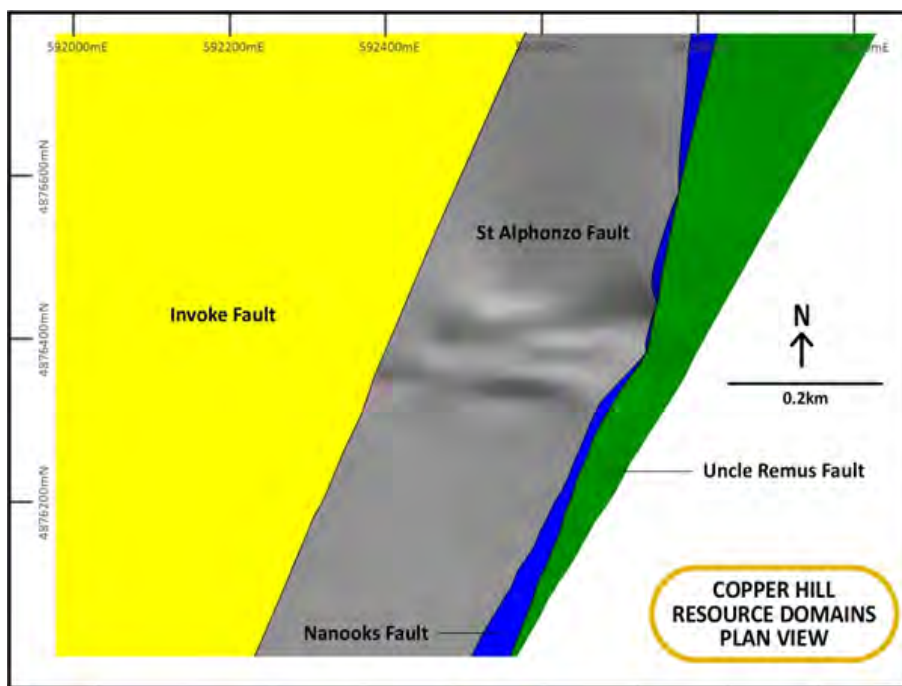 592000mE
592200mE
592400mE
4876600mN
4876400mN
4876200mN
St Alphonzo Fault
Invoke Fault
N
0.2km
Uncle Remus Fault
Nanooks Fault
COPPER HILL
RESOURCE DOMAINS
PLAN VIEW